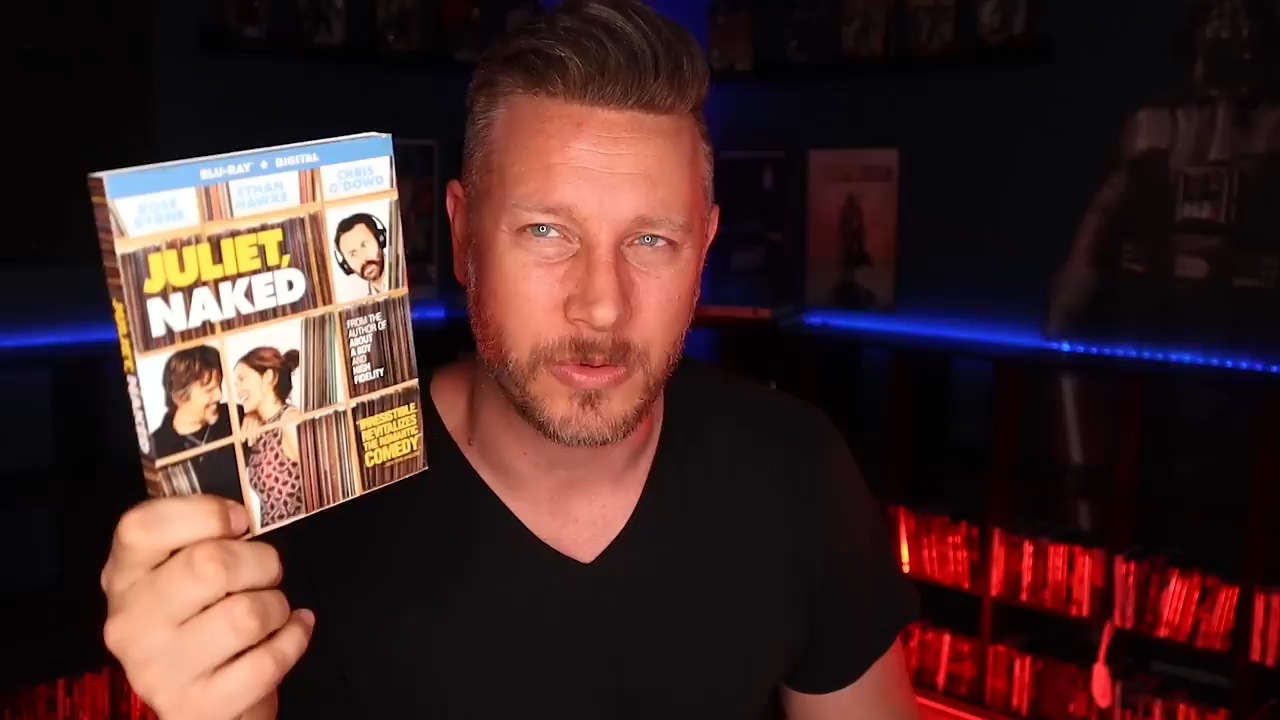 BLU-RAY + DIGITAL
ROSE
BYRNE
ETHAN
HAWKE
CHRIS
O'DOWD
JULIET,
NAKED
FROM THE
AUTHOR OF
ABOUT
A BOY
AND
HIGH
FIDELITY
"IRRESISTIBLE.
REVITALIZES
THE ROMANTIC
COMEDY